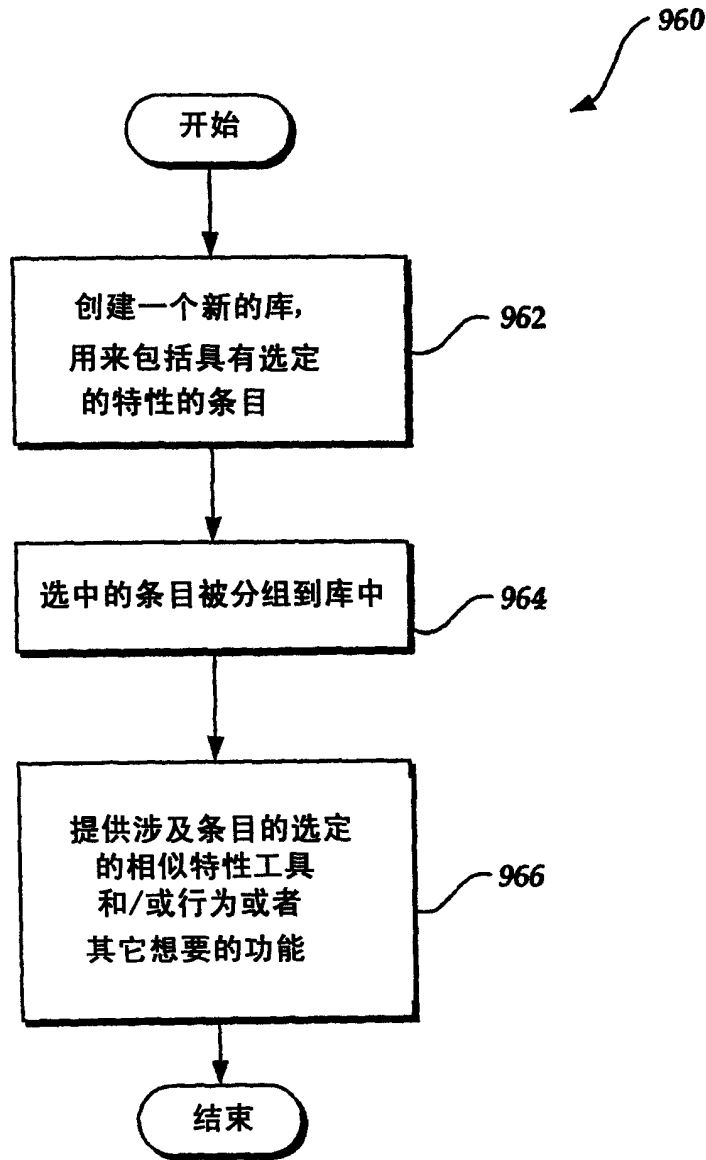 960
开始
创建一个新的库,
用来包括具有选定
的特性的条目
962
选中的条目被分组到库中
964
提供涉及条目的选定
的相似特性工具
和/或行为或者
其它想要的功能
966
结束